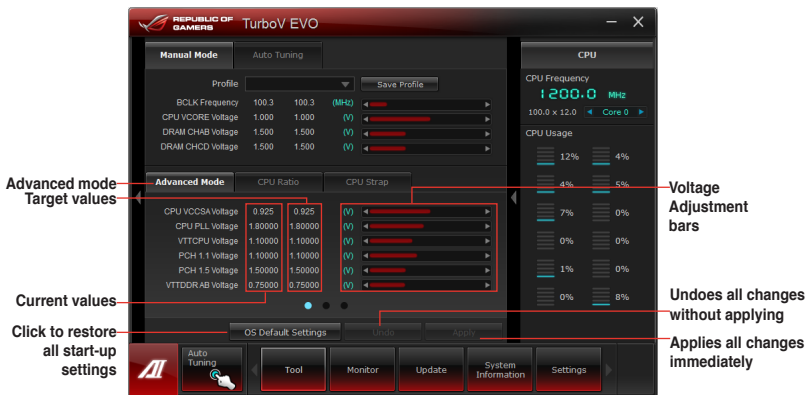 REPUBLIC OF
GAMERS
TurboV EVO
Manual Mode Auto Tuning
Profile Save Profile
BCLK Frequency 100.3 100.3 (MHz)
CPU VCORE Voltage 1.000 1.000 (V)
DRAM CHAB Voltage 1.500 1.500 (V)
DRAM CHCD Voltage 1.500 1.500 (V)
CPU
CPU Frequency
1200.0 MHz
100.0 x 12.0 Core 0
CPU Usage
12% 4%
4% 5%
7% 0%
0% 0%
1% 0%
0% 8%
Advanced mode
Target values
Advanced Mode CPU Ratio CPU Strap
CPU VCCSA Voltage 0.925 0.925 (V)
CPU PLL Voltage 1.80000 1.80000 (V)
VTTCPU Voltage 1.10000 1.10000 (V)
PCH 1.1 Voltage 1.10000 1.10000 (V)
PCH 1.5 Voltage 1.50000 1.50000 (V)
VTTDDR AB Voltage 0.75000 0.75000 (V)
Voltage
Adjustment
bars
Current values
Click to restore
all start-up
settings
OS Default Settings Undo Apply
Undoes all changes
without applying
Applies all changes
immediately
AI
Auto
Tuning
Tool
Monitor
Update
System
Information
Settings